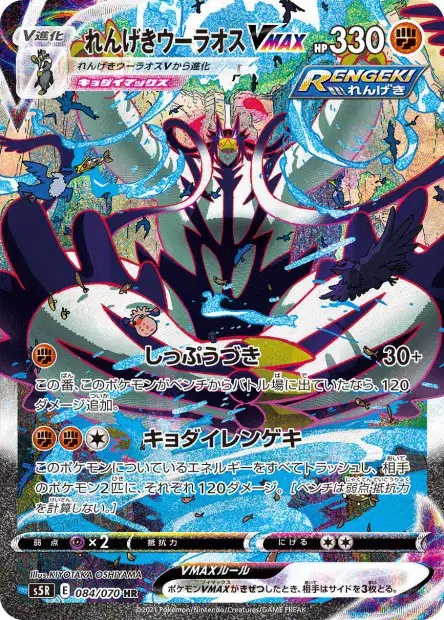 V進化
れんげきウーラオスVMAX HP330
れんげきウーラオスVから進化
キョダイマックス
RENGEKI
れんげき
しっぷうづき 30+
この番、このポケモンがベンチからバトル場に出ていたなら、120
ダメージ追加。
キョダイレンゲキ
このポケモンについているエネルギーをすべてトラッシュし、相手
のポケモン2匹に、それぞれ120ダメージ。[ベンチは弱点・抵抗力
を計算しない。]
弱点 ×2 抵抗力 にげる
Illus.KIYOTAKA OSHIYAMA
s5R E 084/070 HR
VMAXルール
ポケモンVMAXがきぜつしたとき、相手はサイドを3枚とる。
©2021 Pokémon/Nintendo/Creatures/GAME FREAK